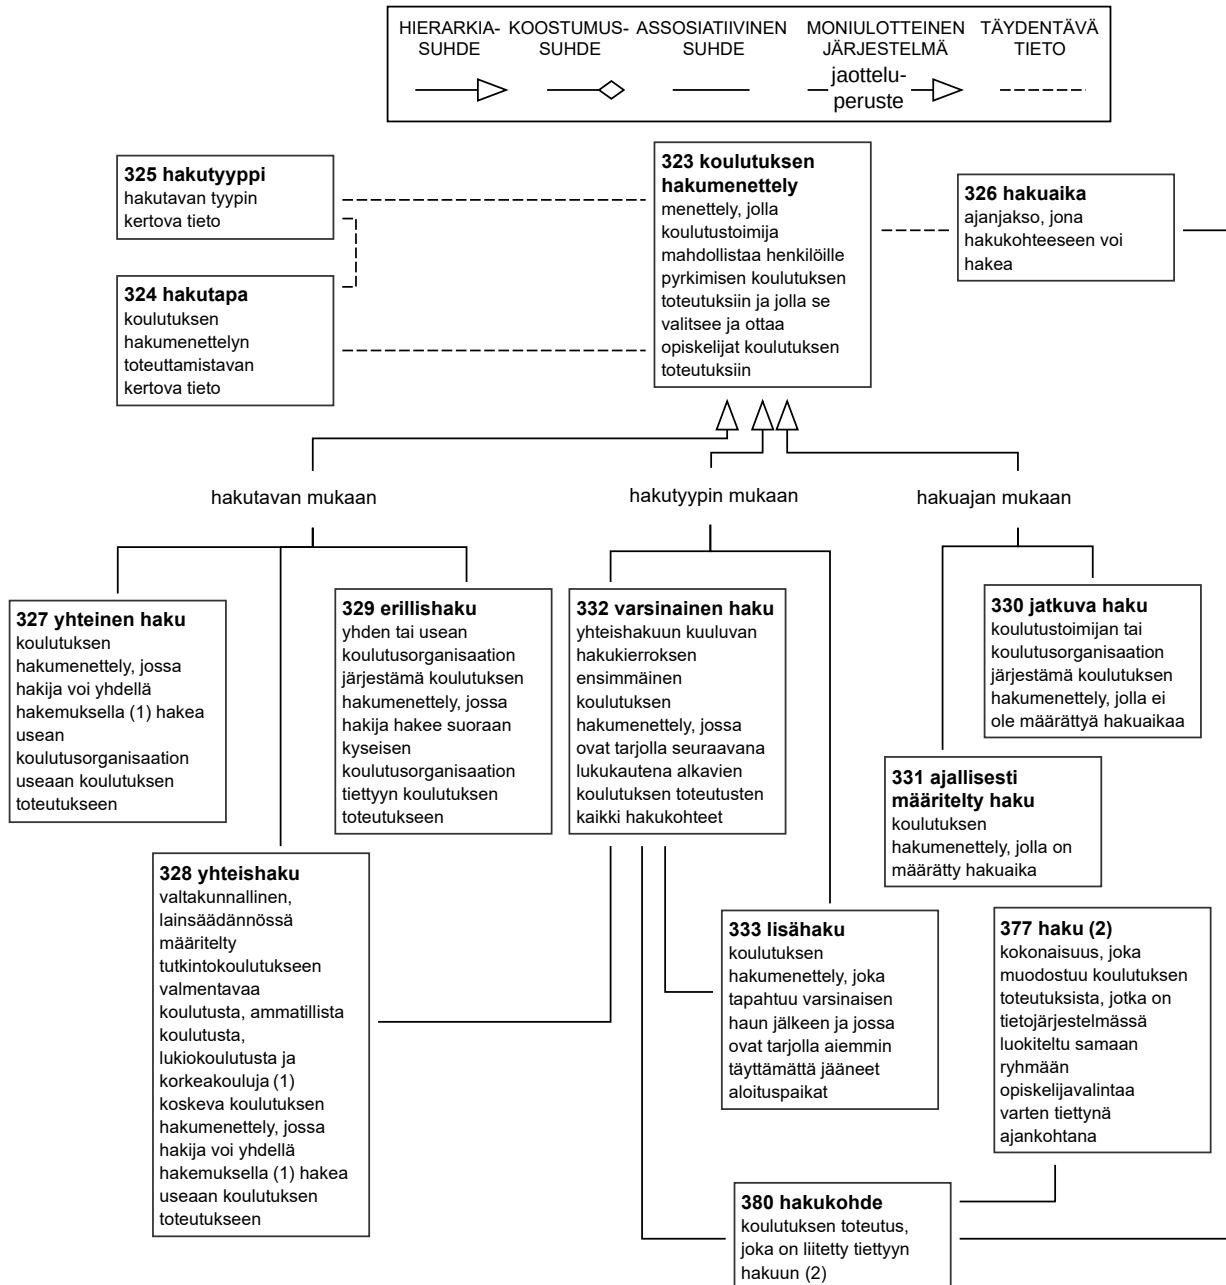 HIERARKIA-
SUHDE
KOOSTUMUS-
SUHDE
ASSOSIATIIVINEN
SUHDE
MONIULOTTEINEN
JÄRJESTELMÄ
jaottelu-
peruste
TÄYDENTÄVÄ
TIETO
325 hakutyyppi
hakutavan tyypin
kertova tieto
324 hakutapa
koulutuksen
hakumenettelyn
toteuttamistavan
kertova tieto
323 koulutuksen
hakumenettely
menettely, jolla
koulutustoimija
mahdollistaa henkilöille
pyrkimisen koulutuksen
toteutuksiin ja jolla se
valitsee ja ottaa
opiskelijat koulutuksen
toteutuksiin
326 hakuaika
ajanjakso, jona
hakukohteeseen voi
hakea
hakutavan mukaan
hakutyypin mukaan
hakuajan mukaan
327 yhteinen haku
koulutuksen
hakumenettely, jossa
hakija voi yhdellä
hakemuksella (1) hakea
usean
koulutusorganisaation
useaan koulutuksen
toteutukseen
329 erillishaku
yhden tai usean
koulutusorganisaation
järjestämä koulutuksen
hakumenettely, jossa
hakija hakee suoraan
kyseisen
koulutusorganisaation
tiettyyn koulutuksen
toteutukseen
332 varsinainen haku
yhteishakuun kuuluvan
hakukierroksen
ensimmäinen
koulutuksen
hakumenettely, jossa
ovat tarjolla seuraavana
lukukautena alkavien
koulutuksen toteutusten
kaikki hakukohteet
330 jatkuva haku
koulutustoimijan tai
koulutusorganisaation
järjestämä koulutuksen
hakumenettely, jolla ei
ole määrättyä hakuaikaa
331 ajallisesti
määritelty haku
koulutuksen
hakumenettely, jolla on
määrätty hakuaika
328 yhteishaku
valtakunnallinen,
lainsäädännössä
määritelty
tutkintokoulutukseen
valmentavaa
koulutusta, ammatillista
koulutusta,
lukiokoulutusta ja
korkeakouluja (1)
koskeva koulutuksen
hakumenettely, jossa
hakija voi yhdellä
hakemuksella (1) hakea
useaan koulutuksen
toteutukseen
333 lisähaku
koulutuksen
hakumenettely, joka
tapahtuu varsinaisen
haun jälkeen ja jossa
ovat tarjolla aiemmin
täyttämättä jääneet
aloituspaikat
377 haku (2)
kokonaisuus, joka
muodostuu koulutuksen
toteutuksista, jotka on
tietojärjestelmässä
luokiteltu samaan
ryhmään
opiskelijavalintaa
varten tiettynä
ajankohtana
380 hakukohde
koulutuksen toteutus,
joka on liitetty tiettyyn
hakuun (2)